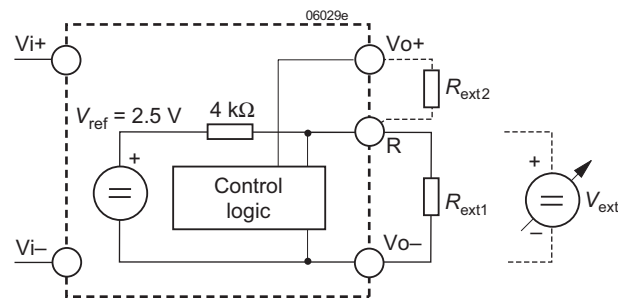 06029e
Vi+
Vo+
Rext2
Vref = 2.5 V
4 kΩ
R
+
Control
logic
Rext1
+
Vext
–
Vi–
Vo–